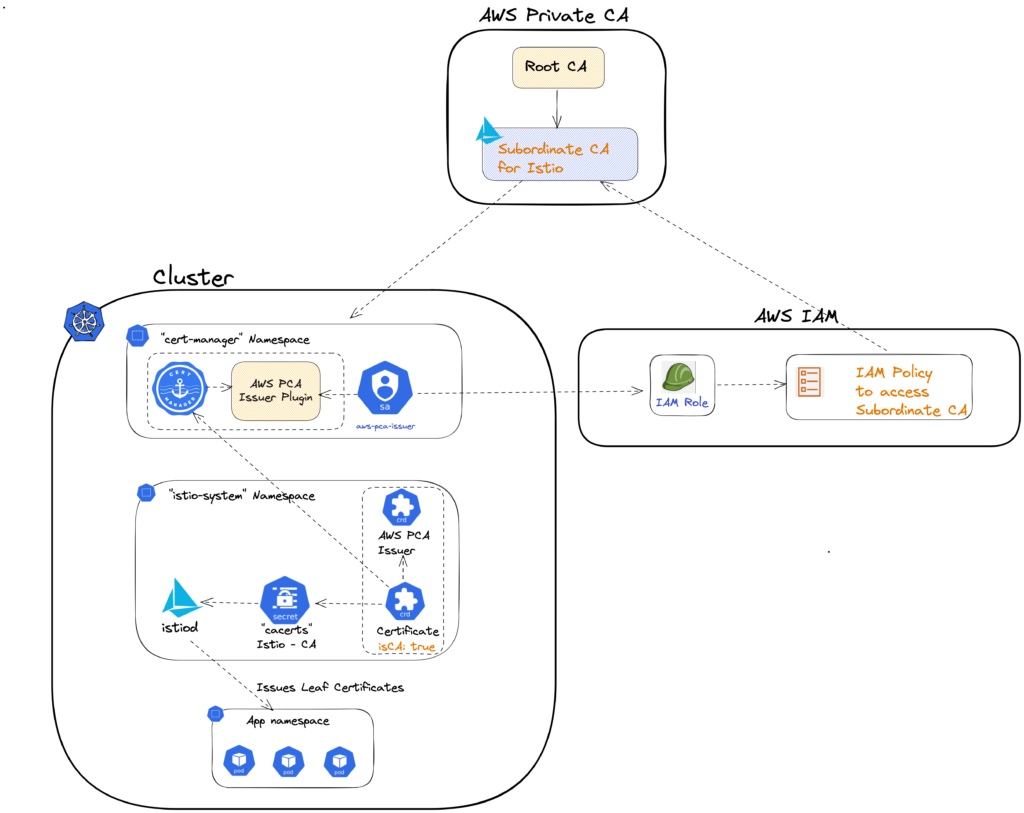 AWS Private CA
Root CA
Subordinate CA
for Istio
Cluster
"cert-manager" Namespace
CERT
MANAGER
AWS PCA
Issuer Plugin
sa
aws-pca-issuer
AWS IAM
IAM Role
IAM Policy
to access
Subordinate CA
"istio-system" Namespace
crd
AWS PCA
Issuer
istiod
secret
"cacerts"
Istio - CA
crd
Certificate
isCA: true
Issues Leaf Certificates
App namespace
pod
pod
pod